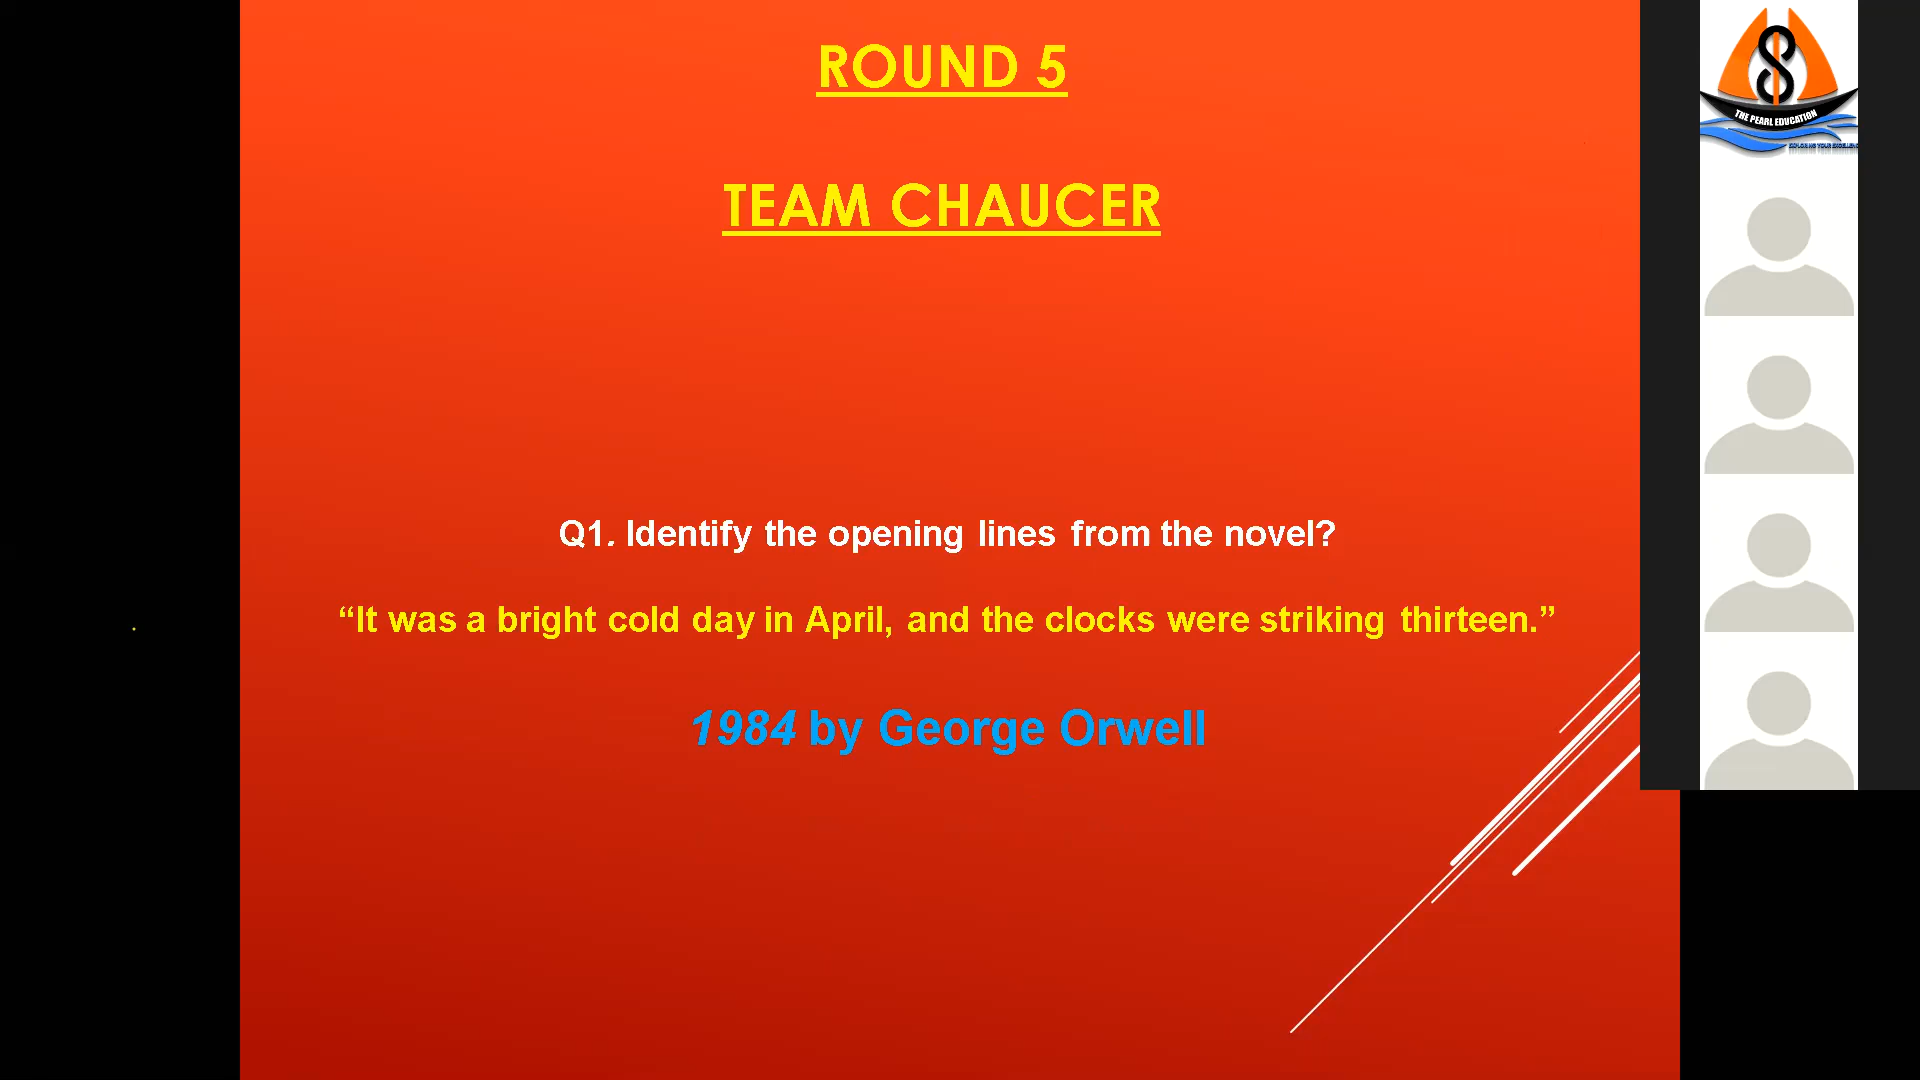 ROUND 5
TEAM CHAUCER
Q1. Identify the opening lines from the novel?
“It was a bright cold day in April, and the clocks were striking thirteen.”
1984 by George Orwell
THE PEARL EDUCATION